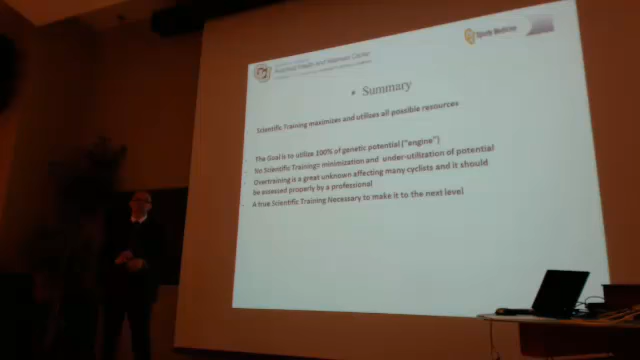 Sports Medicine
• Summary
Scientific Training maximizes and utilizes all possible resources
The Goal is to utilize 100% of genetic potential ("engine")
No Scientific Training: minimization and under-utilization of potential
Overtraining is a great unknown affecting many cyclists and it should
be assessed properly by a professional
A true Scientific Training Necessary to make it to the next level